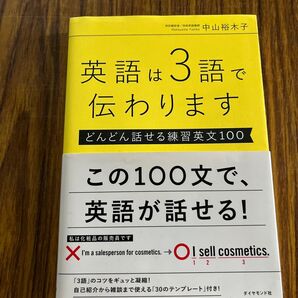 中山裕木子
英語は3語で
伝わります
どんどん話せる練習英文100
この100文で、
英語が話せる!
私は化粧品の販売員です
× I'm a salesperson for cosmetics. → ○ I sell cosmetics.
1 2 3
「3語」のコツをギュッと凝縮!
自己紹介から雑談まで使える「30のテンプレート」付き!
ダイヤモンド社